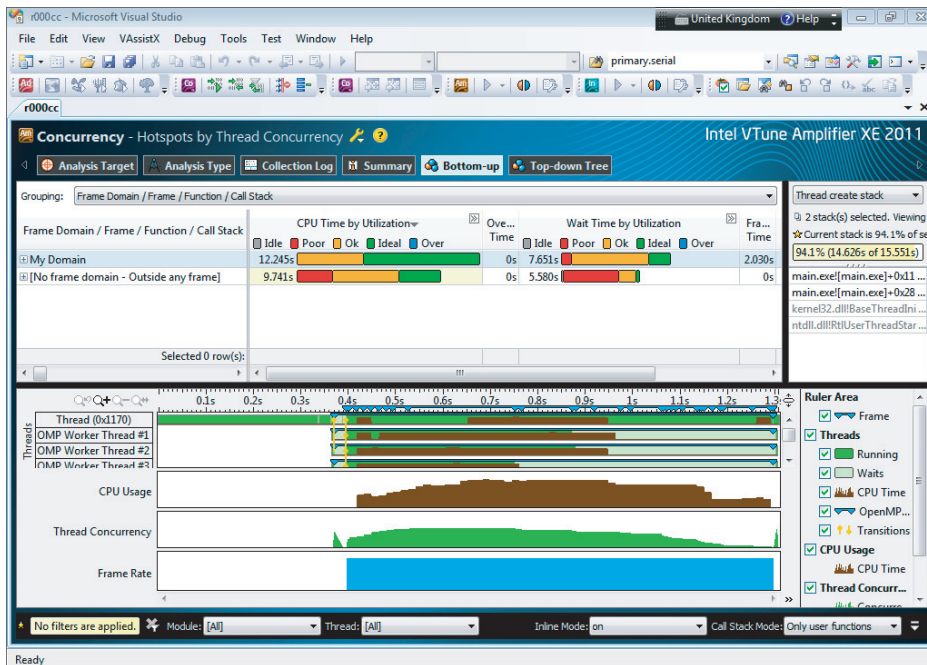 r000cc - Microsoft Visual Studio
United Kingdom Help
File Edit View VAssistX Debug Tools Test Window Help
primary.serial
r000cc
Concurrency - Hotspots by Thread Concurrency
Intel VTune Amplifier XE 2011
Analysis Target Analysis Type Collection Log Summary Bottom-up Top-down Tree
Grouping: Frame Domain / Frame / Function / Call Stack
Thread create stack
Frame Domain / Frame / Function / Call Stack
CPU Time by Utilization
Ove... Time
Wait Time by Utilization
Fra... Time
Idle Poor Ok Ideal Over
Idle Poor Ok Ideal Over
2 stack(s) selected. Viewing
Current stack is 94.1% of se
94.1% (14.626s of 15.551s)
My Domain 12.245s 0s 7.651s 2.030s
[No frame domain - Outside any frame] 9.741s 0s 5.580s 0s
main.exe![main.exe]+0x11 ...
main.exe![main.exe]+0x28 ...
kernel32.dll!BaseThreadIni ...
ntdll.dll!RtlUserThreadStar ...
Selected 0 row(s):
0.1s 0.2s 0.3s 0.4s 0.5s 0.6s 0.7s 0.8s 0.9s 1s 1.1s 1.2s 1.3s
Threads
Thread (0x1170)
OMP Worker Thread #1
OMP Worker Thread #2
OMP Worker Thread #3
CPU Usage
Thread Concurrency
Frame Rate
Ruler Area
Frame
Threads
Running
Waits
CPU Time
OpenMP...
Transitions
CPU Usage
CPU Time
Thread Concurr...
Concurre
No filters are applied. Module: [All] Thread: [All] Inline Mode: on Call Stack Mode: Only user functions
Ready